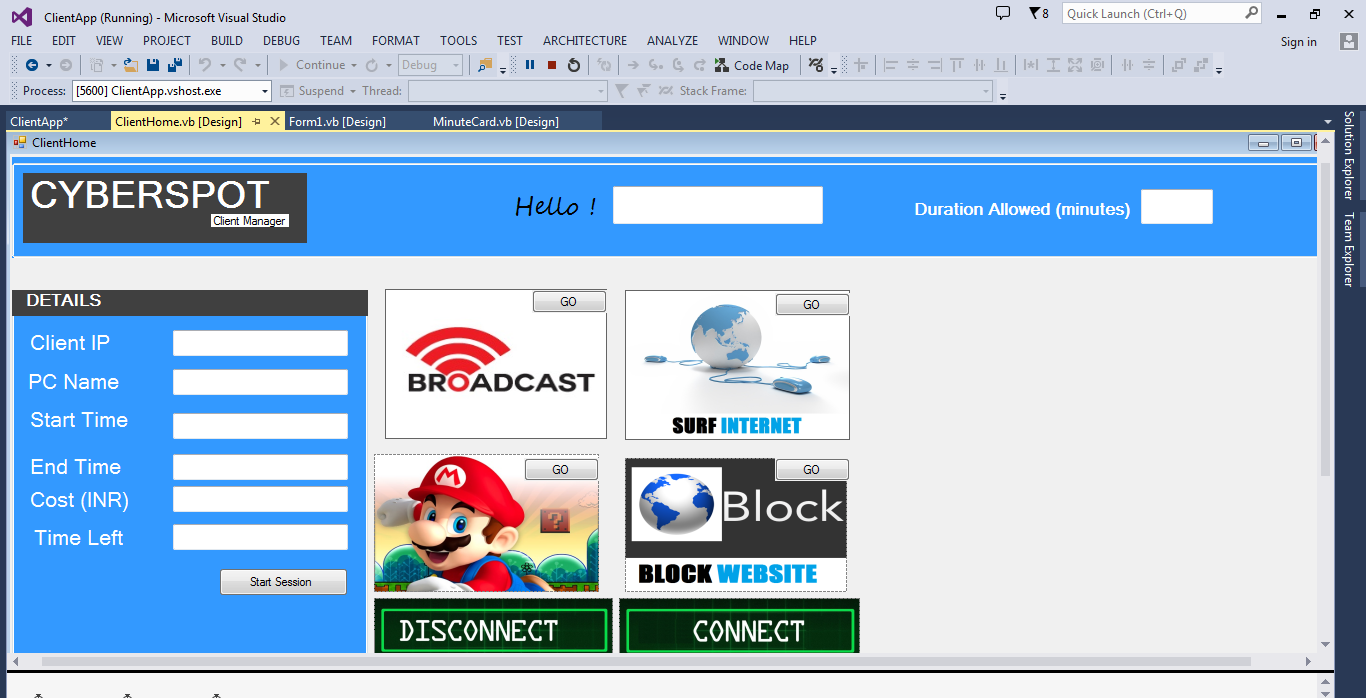 ClientApp (Running) - Microsoft Visual Studio
8
Quick Launch (Ctrl+Q)
FILE EDIT VIEW PROJECT BUILD DEBUG TEAM FORMAT TOOLS TEST ARCHITECTURE ANALYZE WINDOW HELP
Sign in
Continue Debug Code Map
Process: [5600] ClientApp.vshost.exe Suspend Thread: Stack Frame:
ClientApp* ClientHome.vb [Design] Form1.vb [Design] MinuteCard.vb [Design]
Solution Explorer
Team Explorer
ClientHome
CYBERSPOT
Client Manager
Hello !
Duration Allowed (minutes)
DETAILS
Client IP
PC Name
Start Time
End Time
Cost (INR)
Time Left
Start Session
GO
BROADCAST
GO
SURF INTERNET
GO
M
?
GO
Block
BLOCK WEBSITE
DISCONNECT
CONNECT